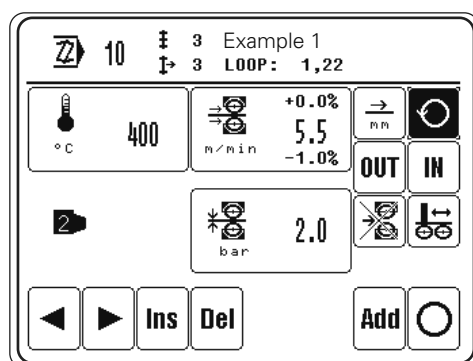 10 3 Example 1
3 LOOP: 1,22
°C 400
m/min +0.0% 5.5 -1.0%
mm
OUT IN
2
bar 2.0
Ins Del Add